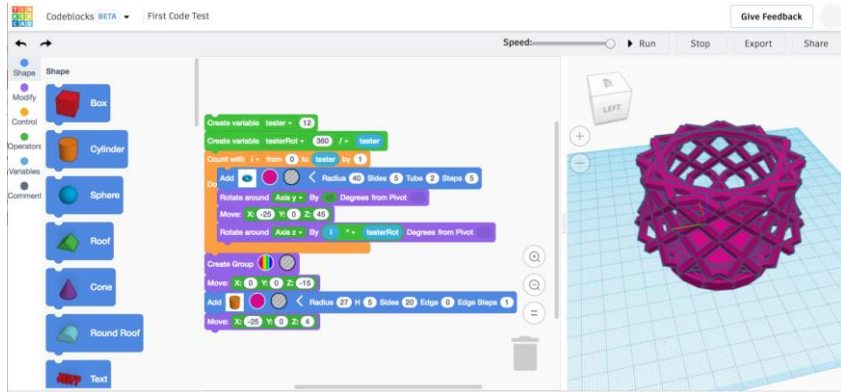 TIN
KER
CAD
Codeblocks BETA
First Code Test
Give Feedback
Speed:
Run
Stop
Export
Share
Shape
Modify
Control
Operators
Variables
Comment
Shape
Box
Cylinder
Sphere
Roof
Cone
Round Roof
Text
Create variable tester 12
Create variable testerRot 360 / tester
Count with i from 0 to tester by 1
Do
Add Radius 40 Sides 5 Tube 2 Steps 5
Rotate around Axis y By Degrees from Pivot
Move: X: -25 Y: 0 Z: 45
Rotate around Axis z By i * testerRot Degrees from Pivot
Create Group
Move: X: 0 Y: 0 Z: -15
Add Radius 27 H 5 Sides 20 Edge 0 Edge Steps 1
Move: X: -25 Y: 0 Z: 4
LEFT